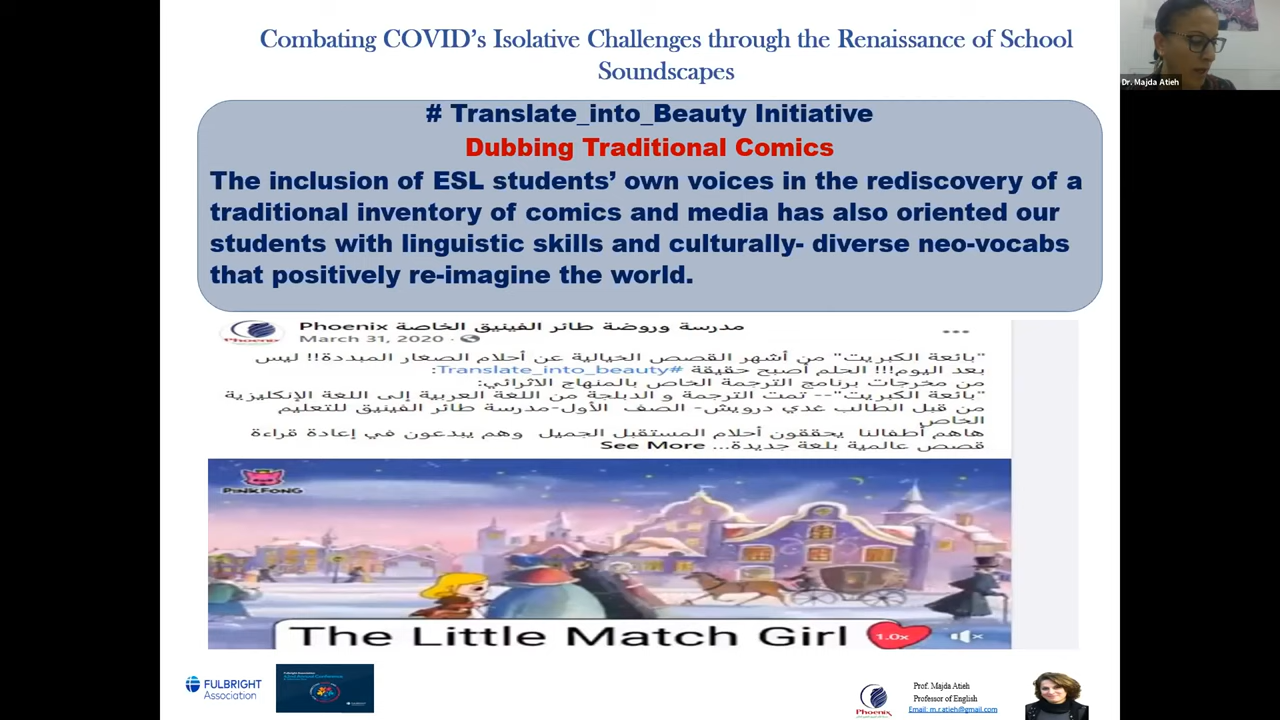 Combating COVID's Isolative Challenges through the Renaissance of School
Soundscapes
Dr. Majda Atieh
# Translate_into_Beauty Initiative
Dubbing Traditional Comics
The inclusion of ESL students' own voices in the rediscovery of a
traditional inventory of comics and media has also oriented our
students with linguistic skills and culturally- diverse neo-vocabs
that positively re-imagine the world.
Phoenix مدرسة وروضة طائر الفينيق الخاصة
March 31, 2020
"بائعة الكبريت" من أشهر القصص الخيالية عن أحلام الصغار المبددة!! ليس
بعد اليوم!!! الحلم أصبح حقيقة #Translate_into_beauty:
من مخرجات برنامج الترجمة الخاص بالمنهاج الاثرائي:
"بائعة الكبريت"-- تمت الترجمة و الدبلجة من اللغة العربية إلى اللغة الإنكليزية
من قبل الطالب غدي درويش- الصف الأول-مدرسة طائر الفينيق للتعليم
الخاص
هاهم أطفالنا يحققون أحلام المستقبل الجميل وهم يبدعون في إعادة قراءة
قصص عالمية بلغة جديدة... See More
PINKFONG
The Little Match Girl
1.0x
FULBRIGHT
Association
Phoenix
Prof. Majda Atieh
Professor of English
Email: m.r.atieh@gmail.com